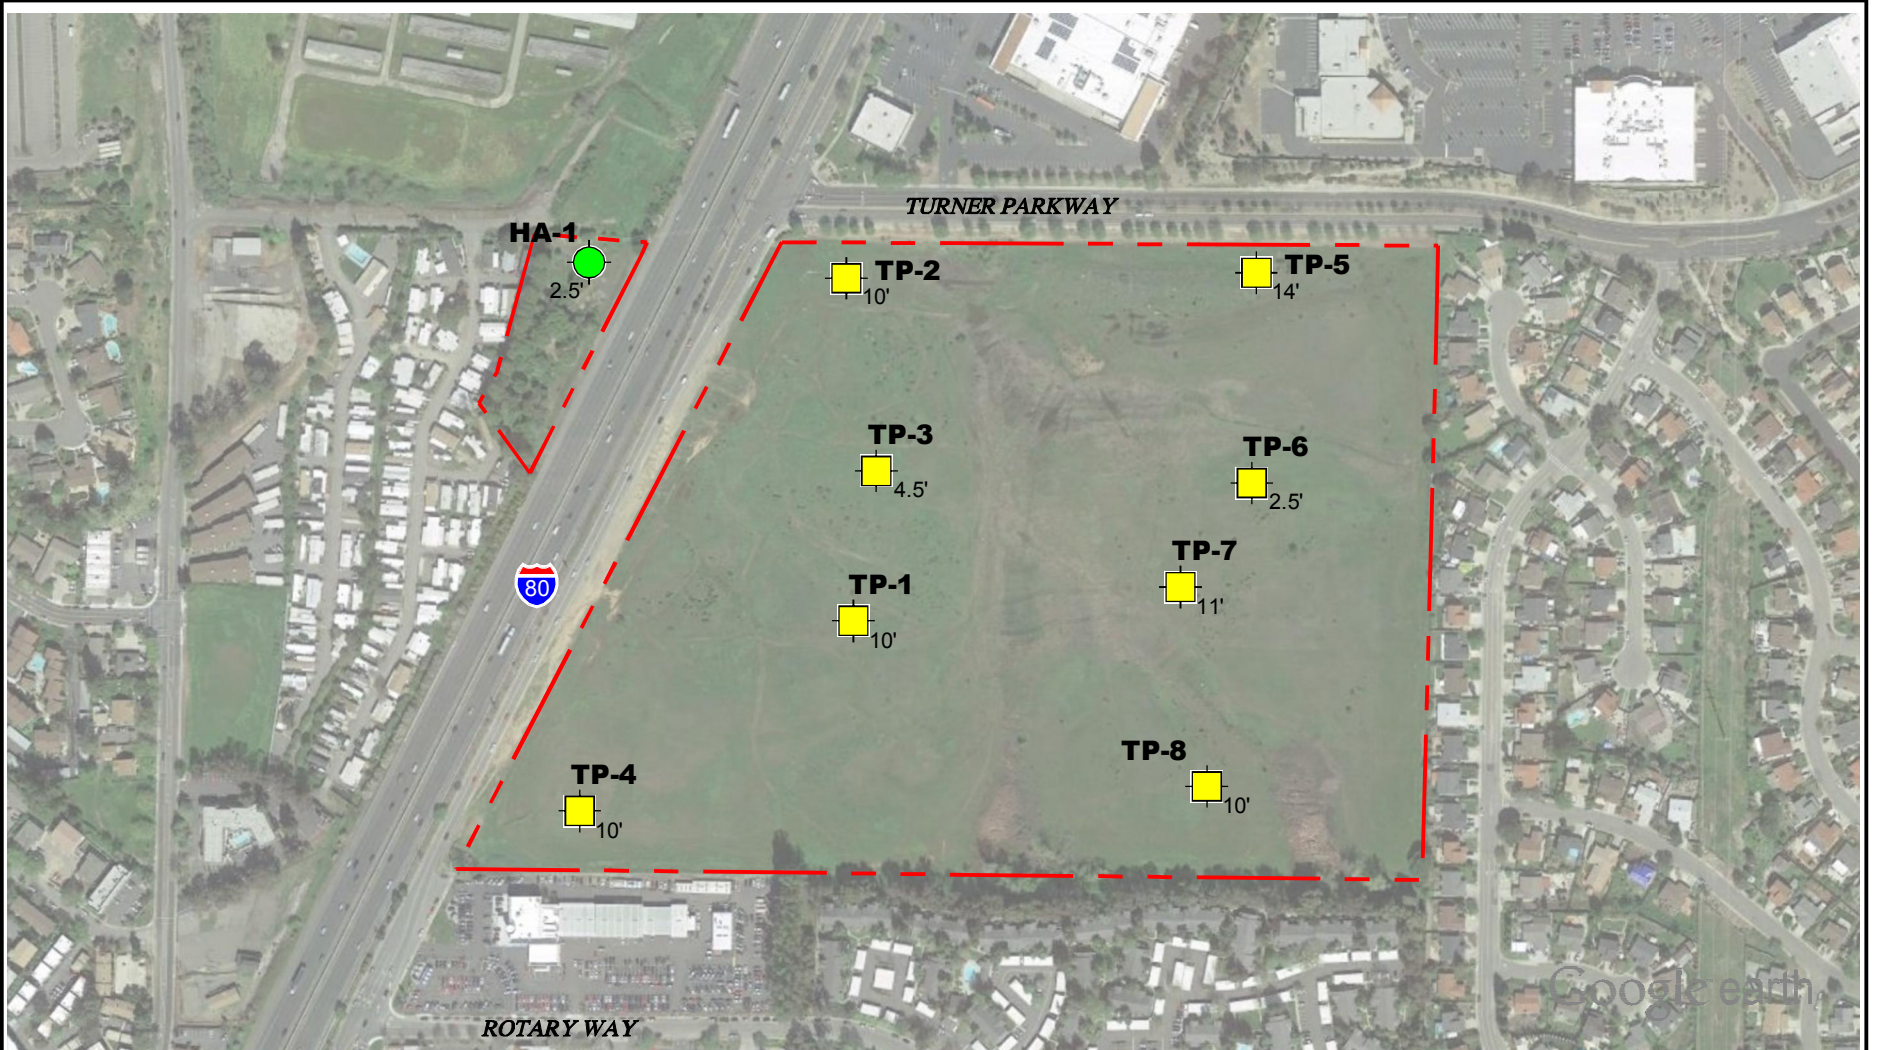 TURNER PARKWAY
HA-1
2.5'
TP-2
10'
TP-5
14'
TP-3
4.5'
TP-6
2.5'
TP-7
11'
80
TP-1
10'
TP-8
10'
TP-4
10'
Google earth
ROTARY WAY